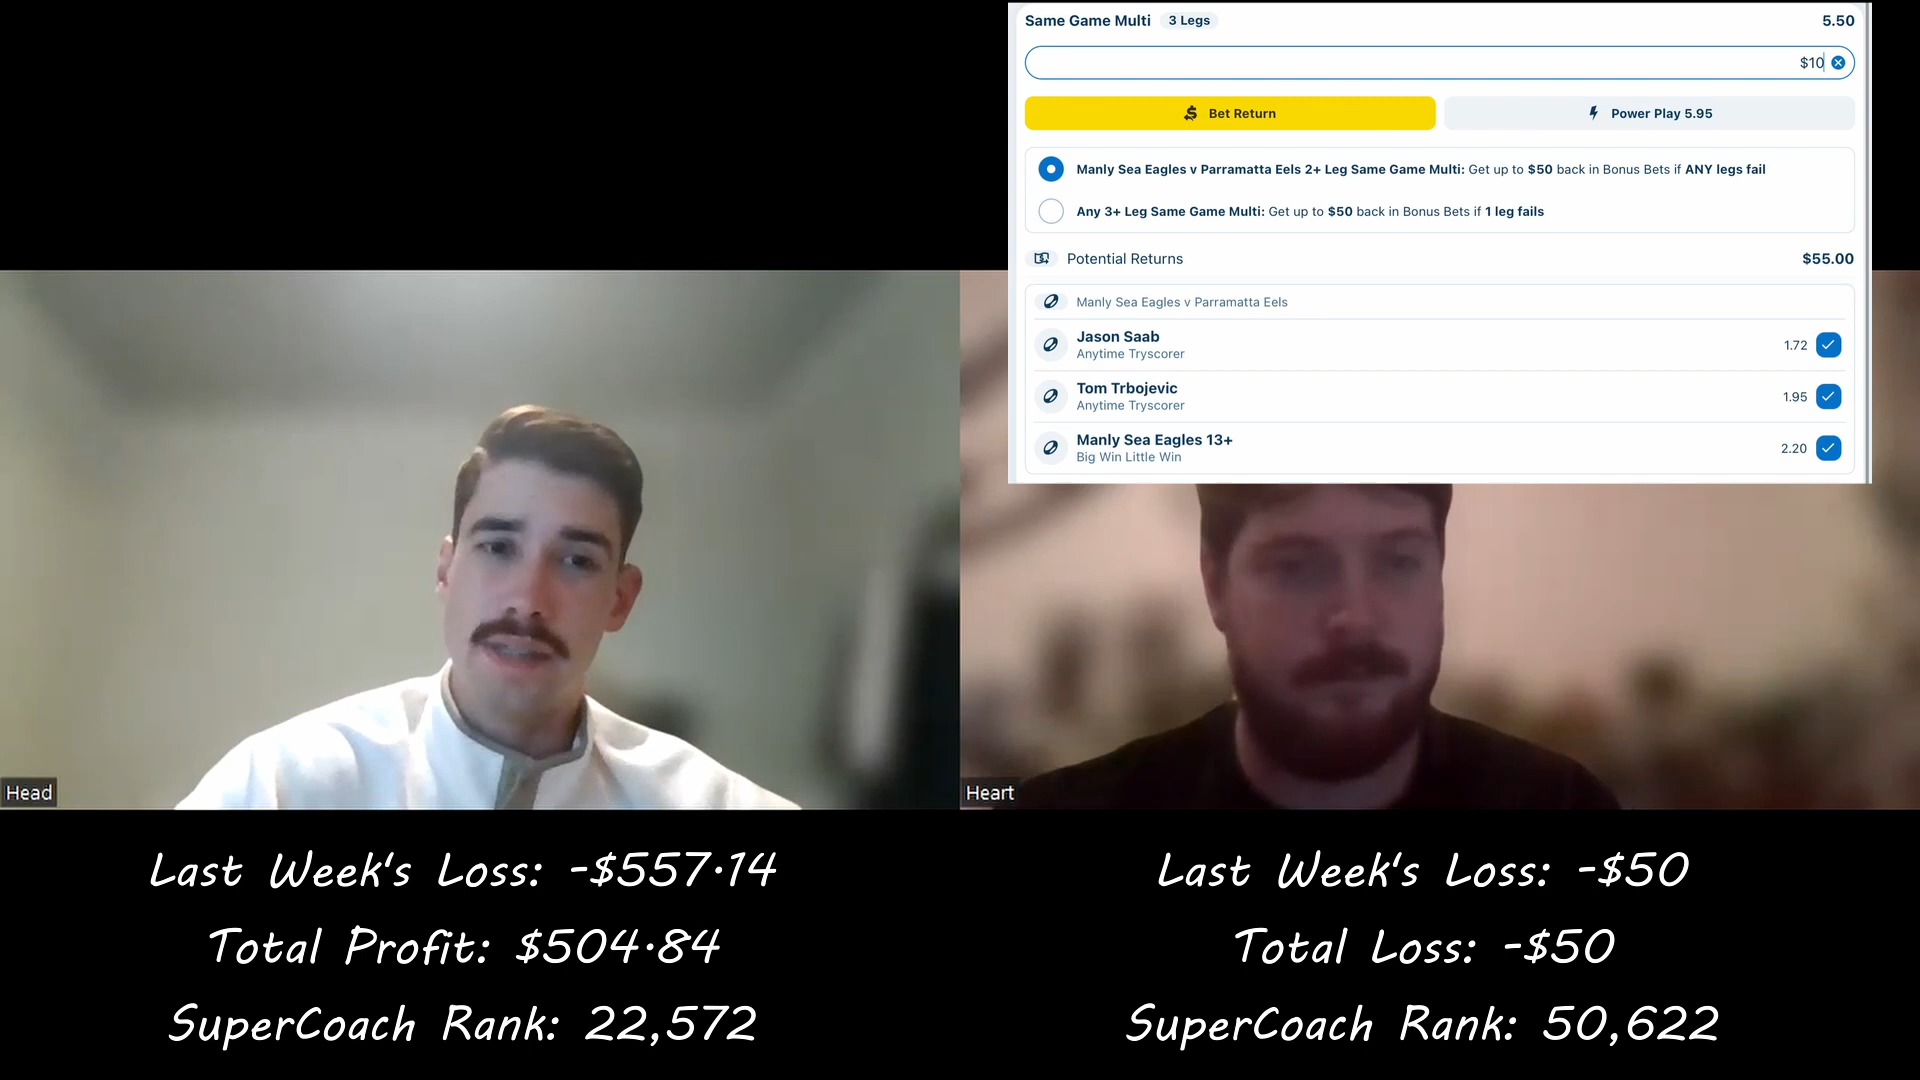 Same Game Multi 3 Legs 5.50
$10
Bet Return Power Play 5.95
Manly Sea Eagles v Parramatta Eels 2+ Leg Same Game Multi: Get up to $50 back in Bonus Bets if ANY legs fail
Any 3+ Leg Same Game Multi: Get up to $50 back in Bonus Bets if 1 leg fails
Potential Returns $55.00
Manly Sea Eagles v Parramatta Eels
Jason Saab 1.72
Anytime Tryscorer
Tom Trbojevic 1.95
Anytime Tryscorer
Manly Sea Eagles 13+ 2.20
Big Win Little Win
Head
Heart
Last Week's Loss: -$557.14
Total Profit: $504.84
SuperCoach Rank: 22,572
Last Week's Loss: -$50
Total Loss: -$50
SuperCoach Rank: 50,622